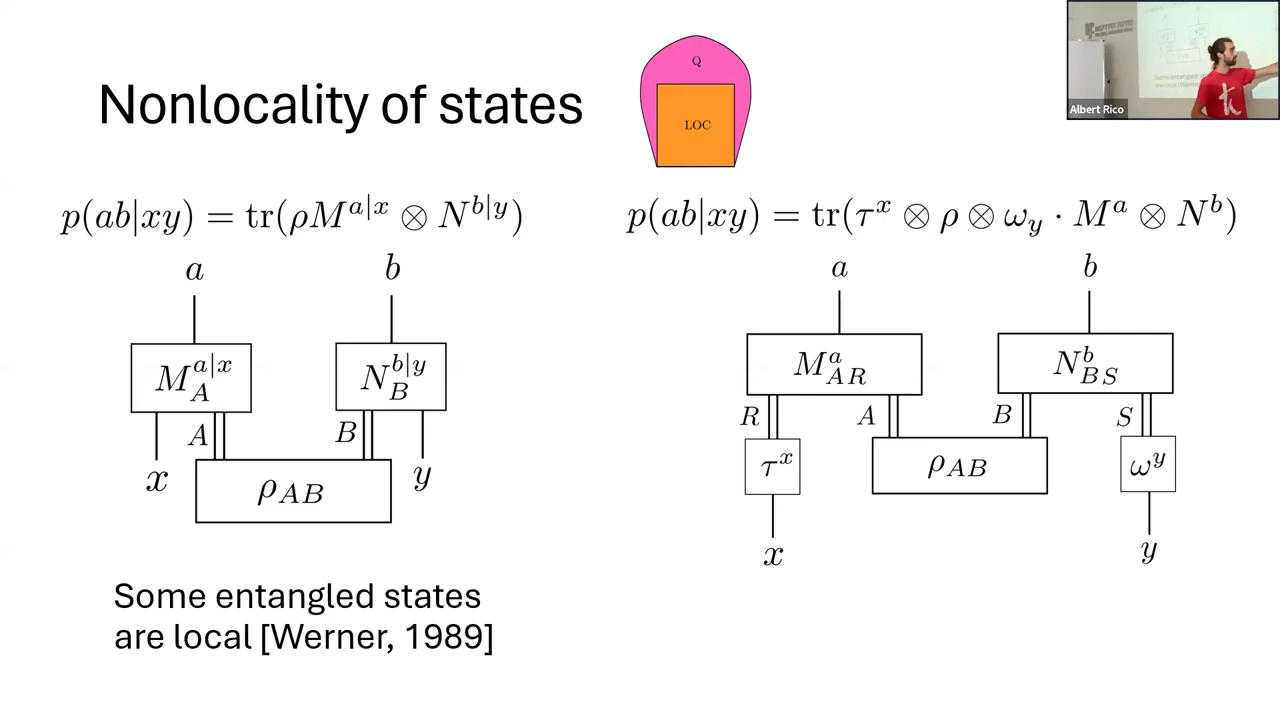 Nonlocality of states
Q
LOC
Albert Rico
p(ab|xy) = tr(ρM^{a|x} ⊗ N^{b|y})
p(ab|xy) = tr(τ^x ⊗ ρ ⊗ ω_y · M^a ⊗ N^b)
a b
M_A^{a|x} N_B^{b|y}
A B
x y
ρ_{AB}
a b
M_{AR}^a N_{BS}^b
R A B S
τ^x ρ_{AB} ω^y
x y
Some entangled states
are local [Werner, 1989]